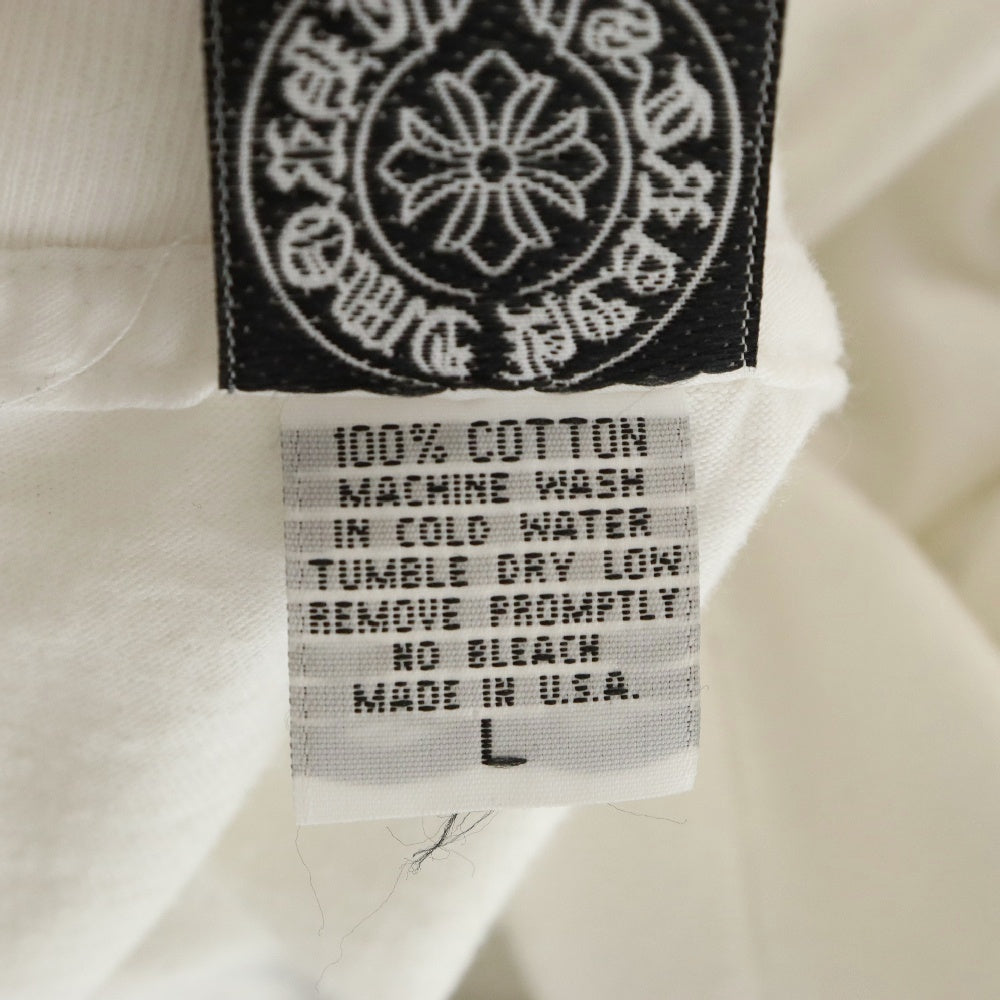 100% COTTON
MACHINE WASH
IN COLD WATER
TUMBLE DRY LOW
REMOVE PROMPTLY
NO BLEACH
MADE IN U.S.A.
L